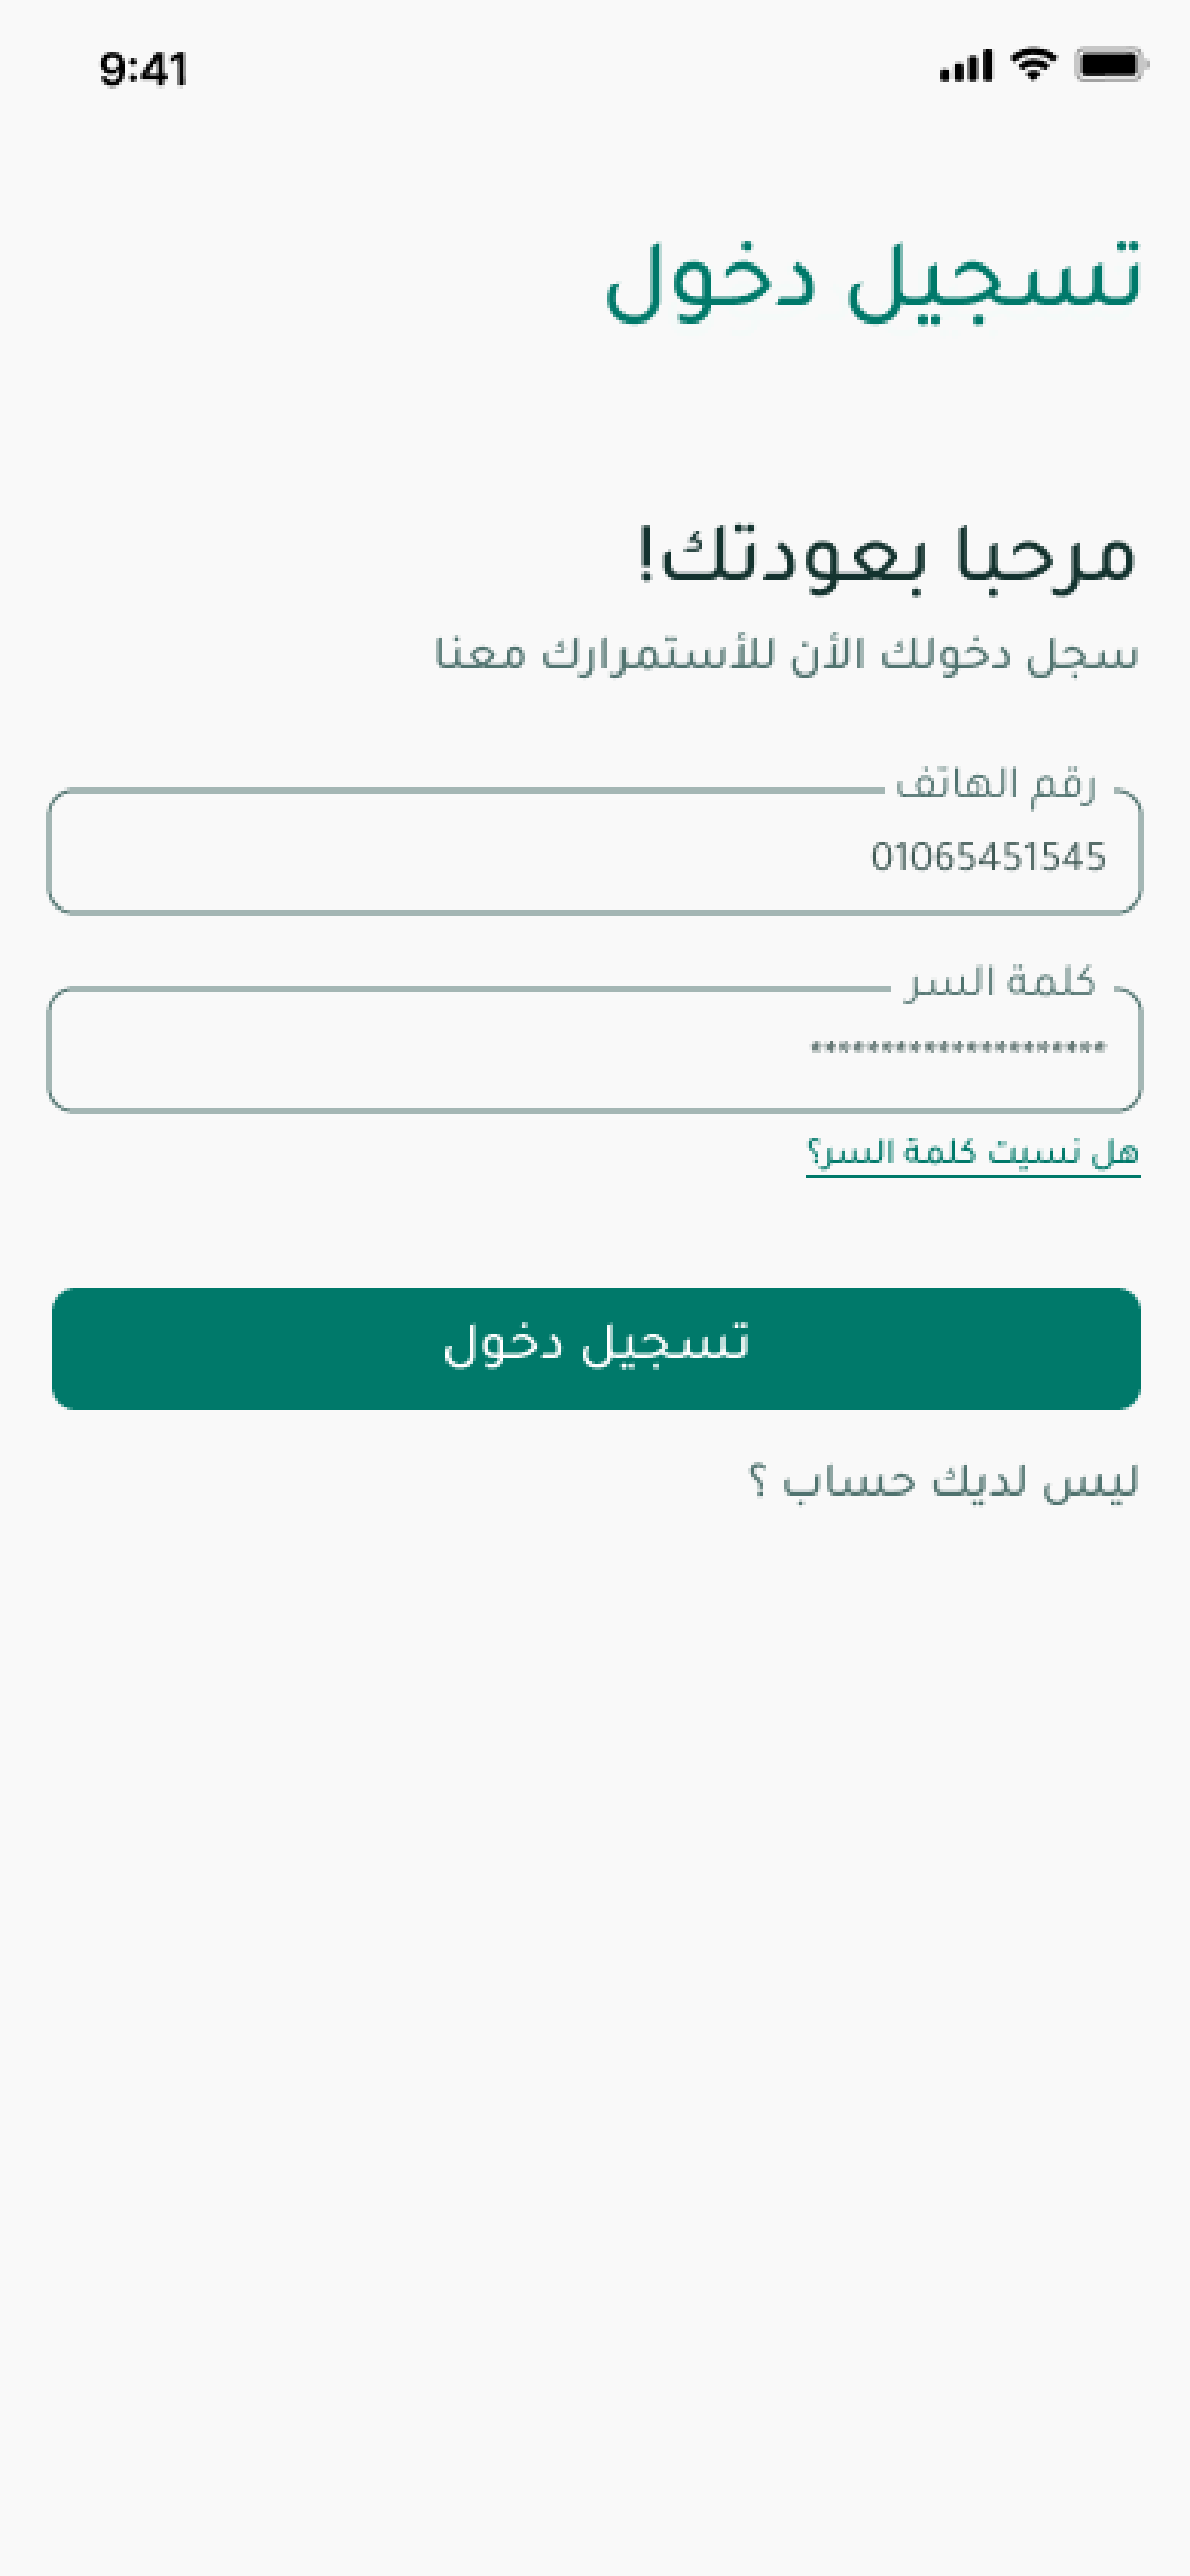 9:41
تسجيل دخول
مرحبا بعودتك!
سجل دخولك الأن للأستمرارك معنا
رقم الهاتف
01065451545
كلمة السر
*********************
هل نسيت كلمة السر؟
تسجيل دخول
ليس لديك حساب ؟